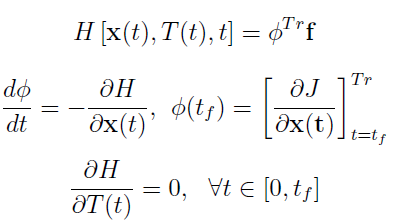 H [x(t), T(t), t] = ϕ^{Tr} f
dϕ/dt = −∂H/∂x(t), ϕ(t_f) = [∂J/∂x(t)]^{Tr}_{t=t_f}
∂H/∂T(t) = 0, ∀t ∈ [0, t_f]